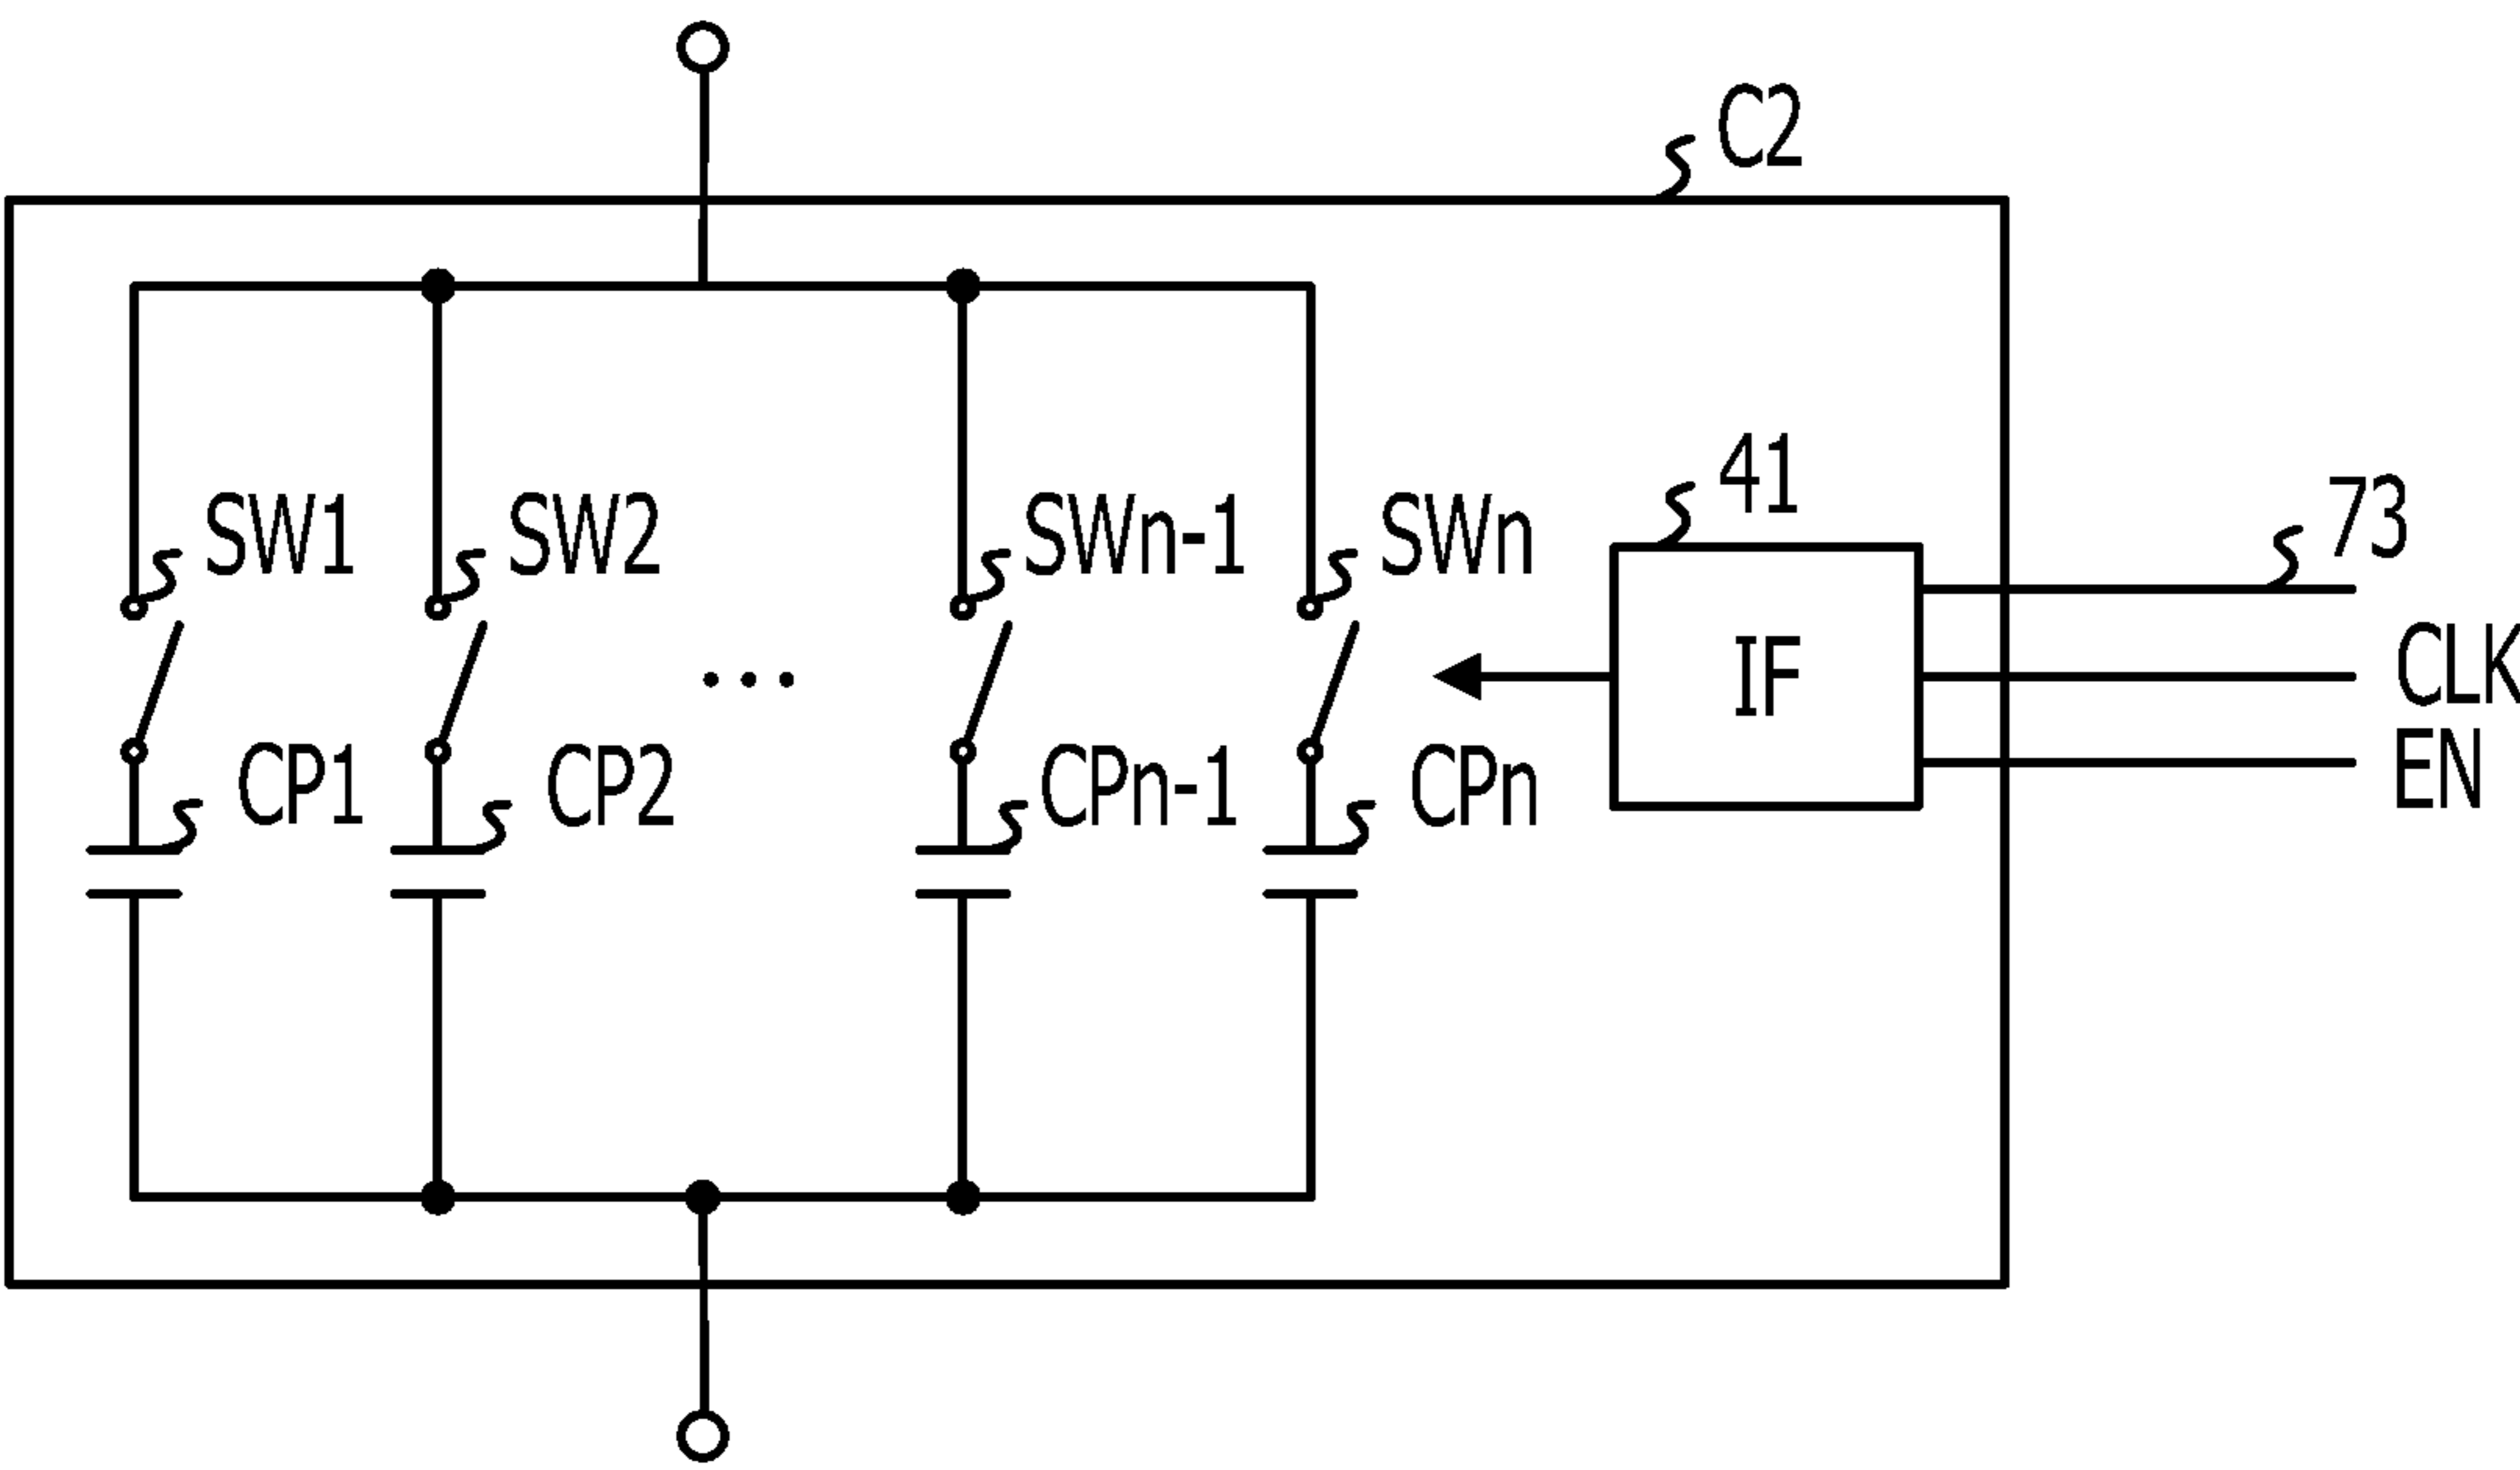 C2
41
73
SW1 SW2 SWn-1 SWn
IF
CLK
EN
CP1 CP2 ... CPn-1 CPn